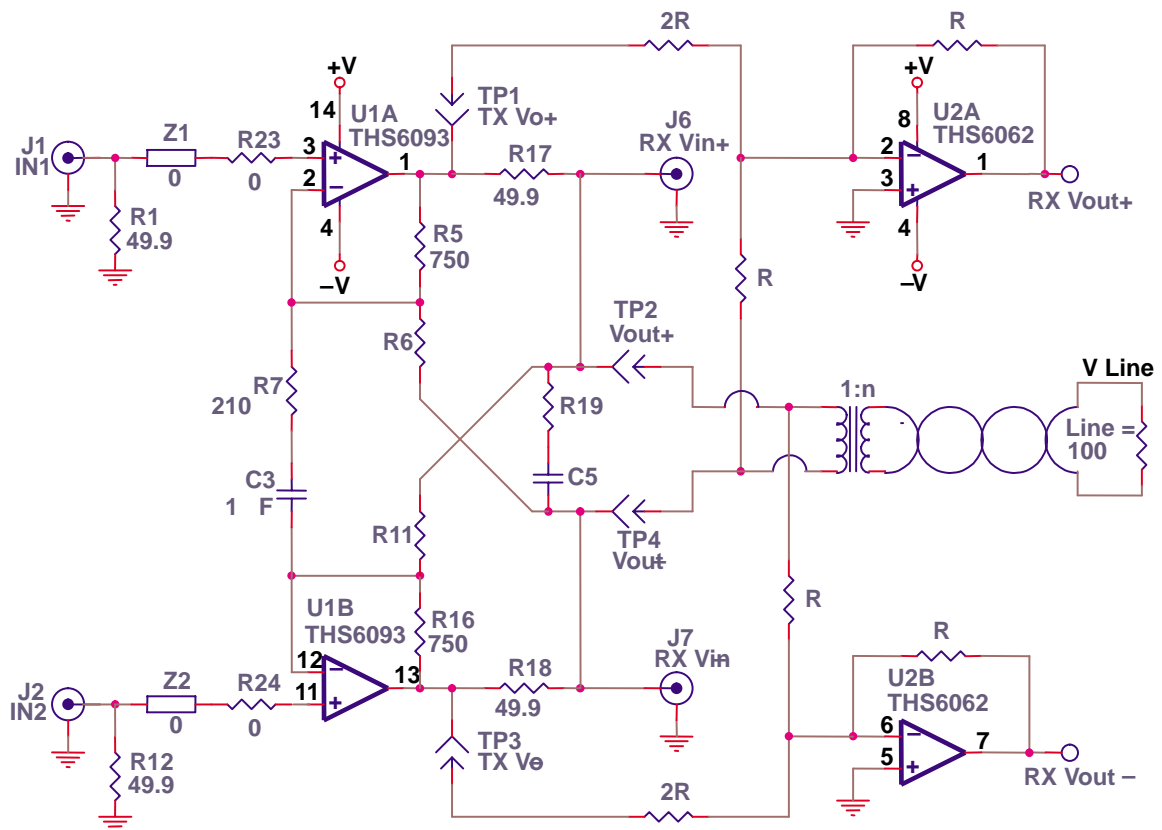 2R
R
+V
+V
TP1
TX Vo+
14
U1A
THS6093
J6
RX Vin+
U2A
THS6062
8
J1
IN1
Z1
0
R23
0
3
2
1
4
R17
49.9
2
3
1
4
RX Vout+
R1
49.9
R5
750
–V
–V
R
TP2
Vout+
R6
V Line
R7
210
R19
1:n
Line =
100
C3
1 F
C5
R11
TP4
Vout-
R
U1B
THS6093
R16
750
J7
RX Vin-
R
12
11
13
U2B
THS6062
J2
IN2
Z2
0
R24
0
R18
49.9
6
5
7
RX Vout –
R12
49.9
TP3
TX Vo-
2R